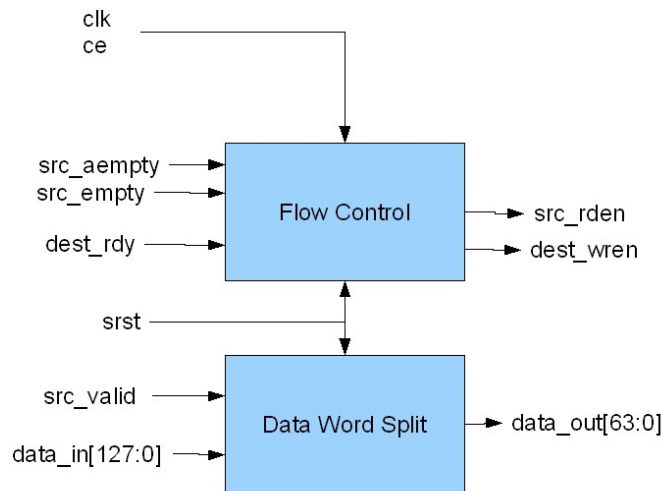 clk
ce
src_aempty
src_empty
Flow Control
src_rden
dest_rdy
dest_wren
srst
src_valid
Data Word Split
data_out[63:0]
data_in[127:0]